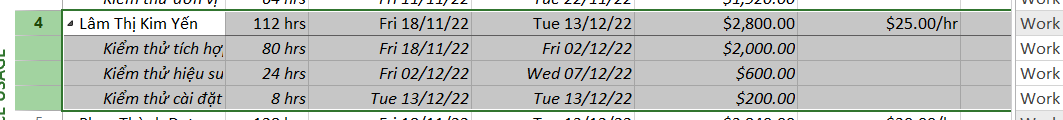 4 Lâm Thị Kim Yến 112 hrs Fri 18/11/22 Tue 13/12/22 $2,800.00 $25.00/hr Work
Kiểm thử tích hợ 80 hrs Fri 18/11/22 Fri 02/12/22 $2,000.00 Work
Kiểm thử hiệu su 24 hrs Fri 02/12/22 Wed 07/12/22 $600.00 Work
Kiểm thử cài đặt 8 hrs Tue 13/12/22 Tue 13/12/22 $200.00 Work
USAGE